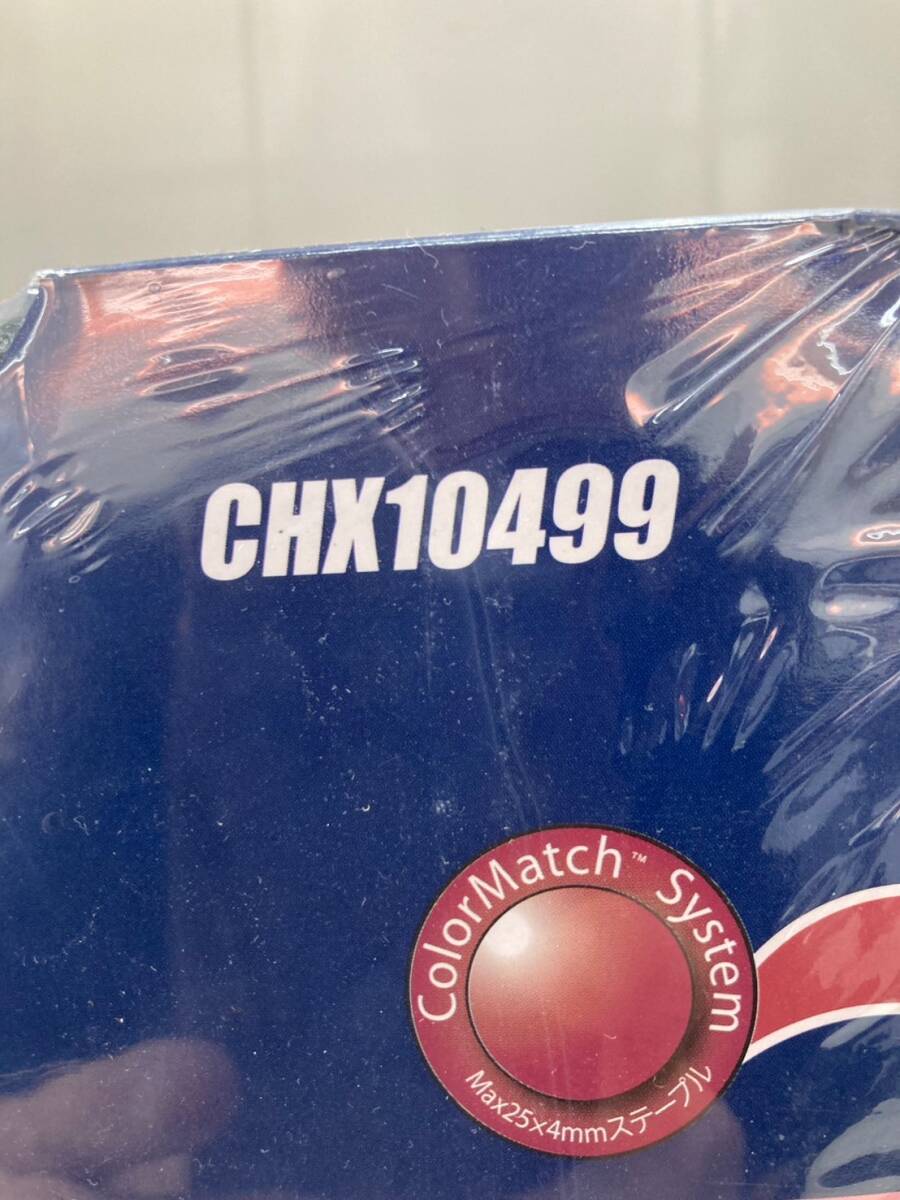 CHX10499
ColorMatch™ System
Max25×4mmステープル